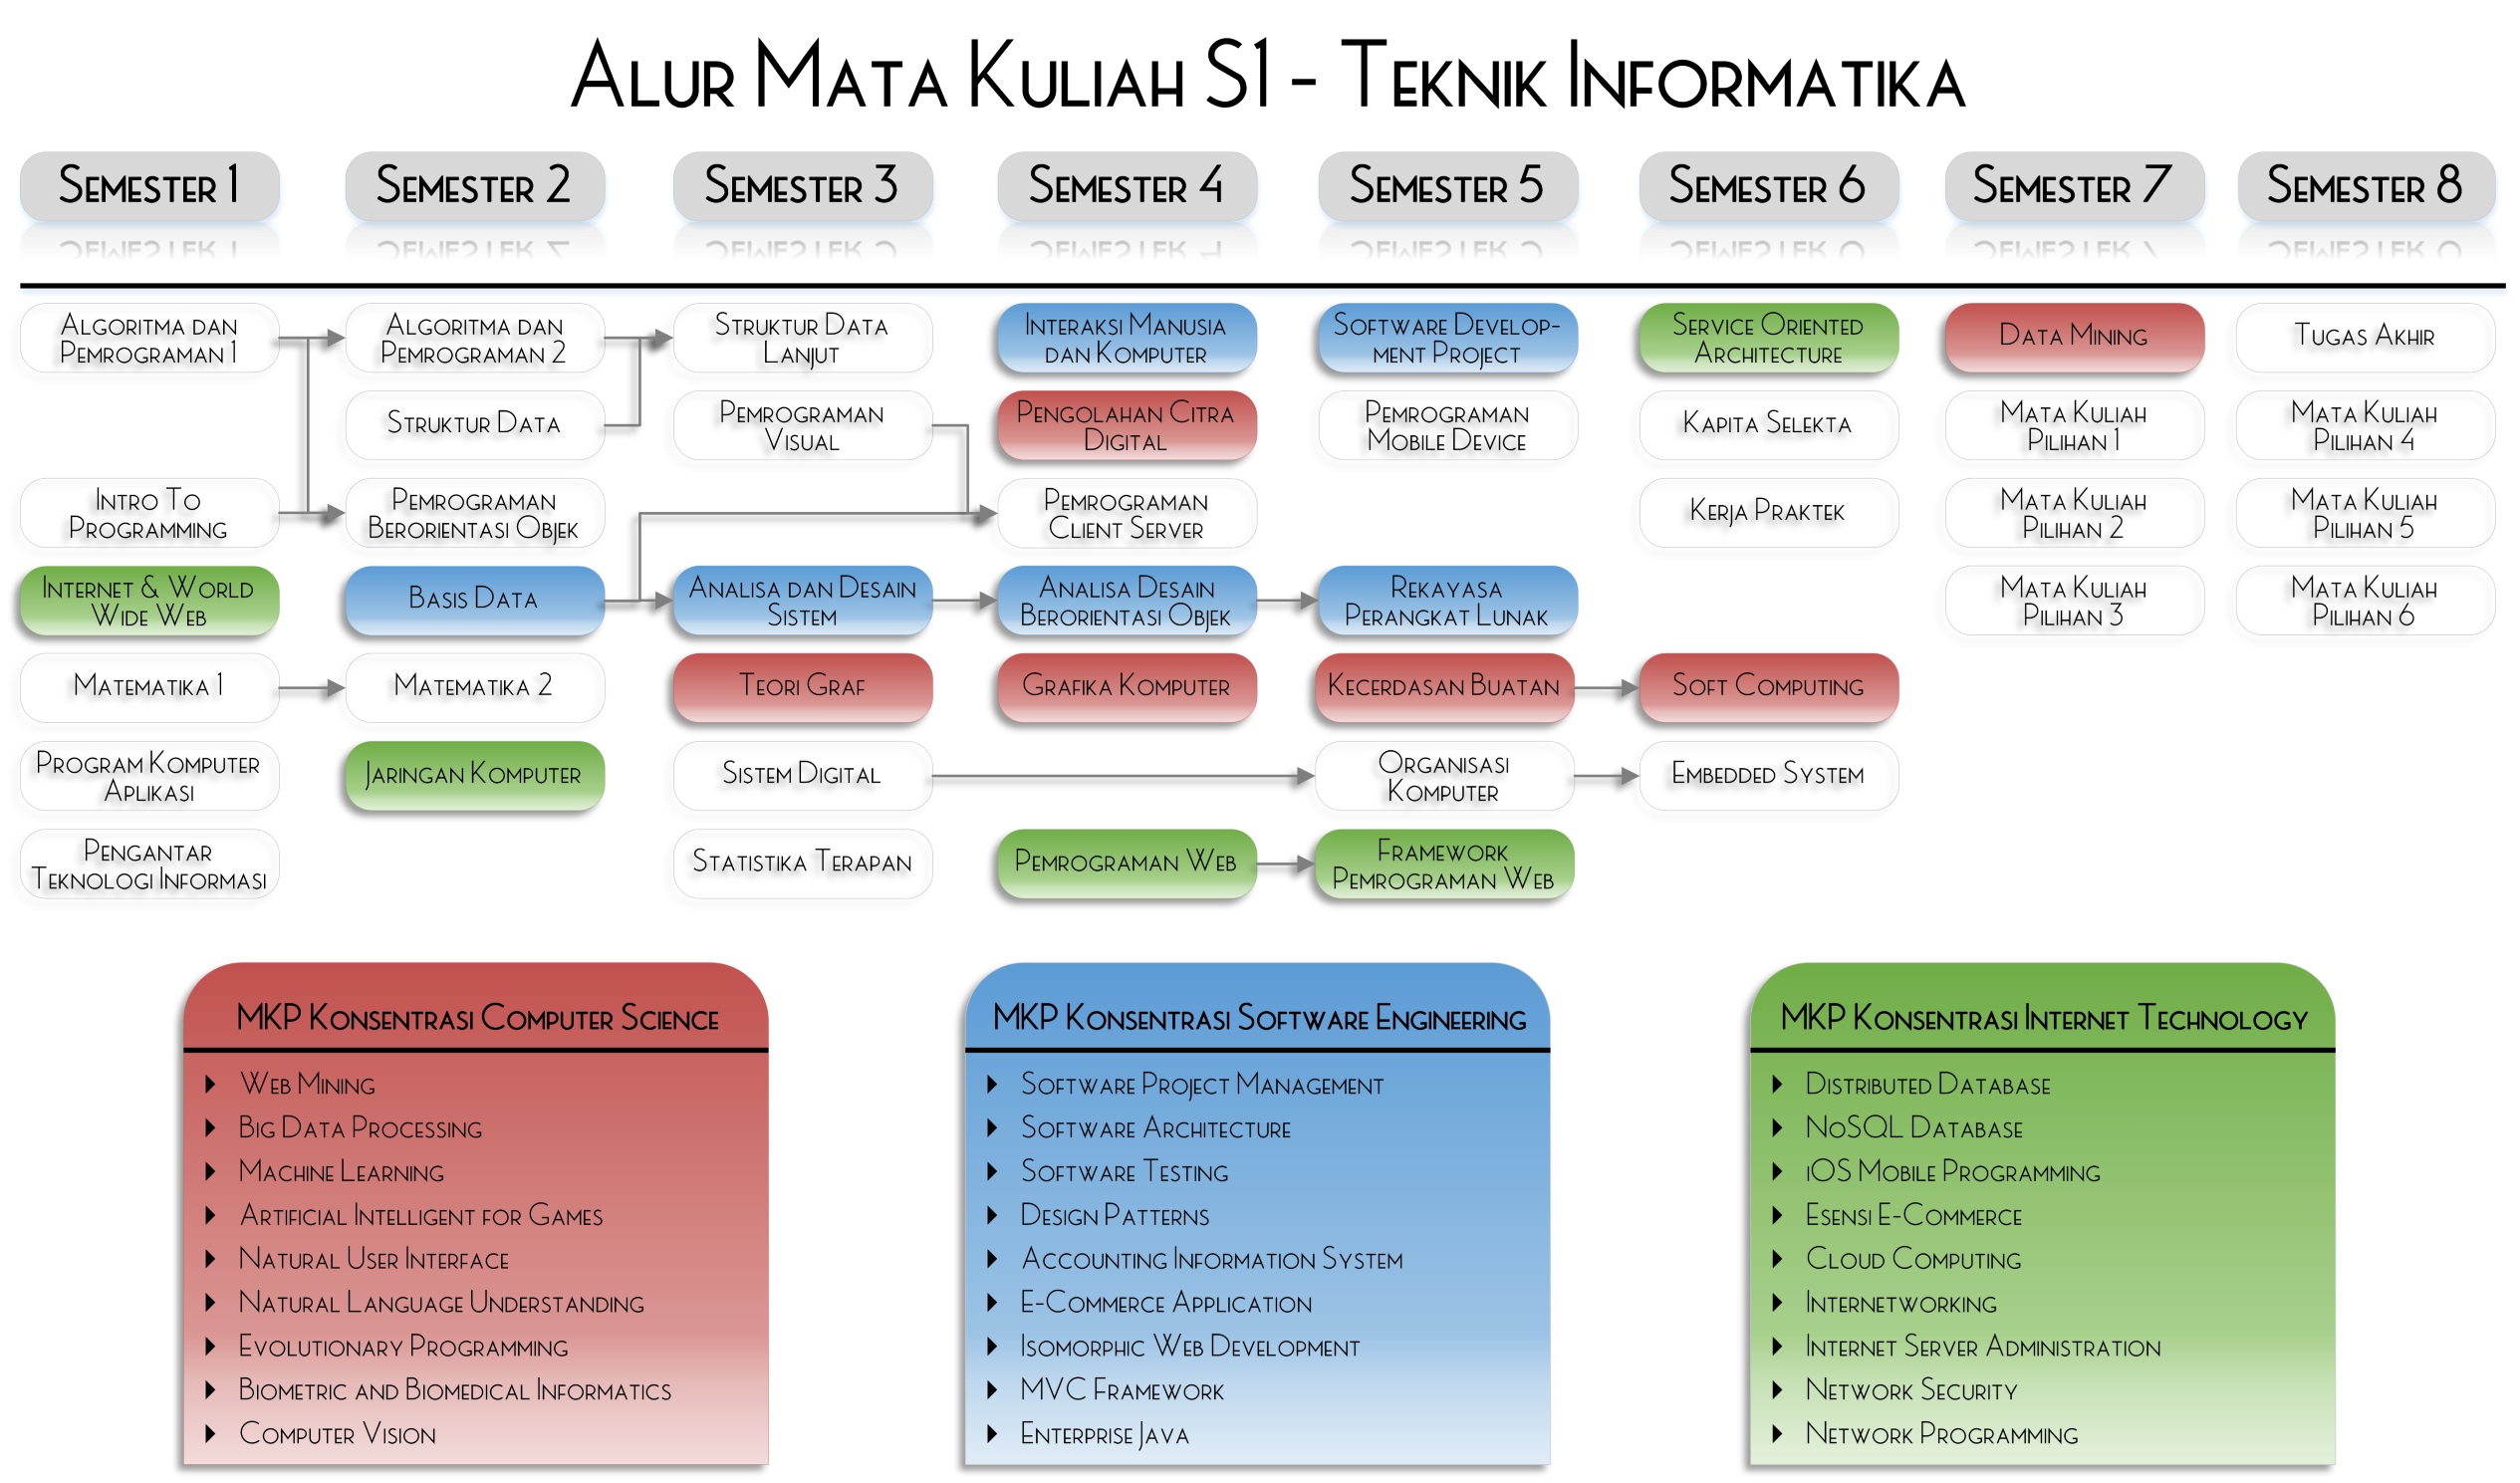 Alur Mata Kuliah S1 - Teknik Informatika
Semester 1
Semester 2
Semester 3
Semester 4
Semester 5
Semester 6
Semester 7
Semester 8
Algoritma dan
Pemrograman 1
Algoritma dan
Pemrograman 2
Struktur Data
Lanjut
Interaksi Manusia
dan Komputer
Software Develop-
ment Project
Service Oriented
Architecture
Data Mining
Tugas Akhir
Struktur Data
Pemrograman
Visual
Pengolahan Citra
Digital
Pemrograman
Mobile Device
Kapita Selekta
Mata Kuliah
Pilihan 1
Mata Kuliah
Pilihan 4
Intro To
Programming
Pemrograman
Berorientasi Objek
Pemrograman
Client Server
Kerja Praktek
Mata Kuliah
Pilihan 2
Mata Kuliah
Pilihan 5
Internet & World
Wide Web
Basis Data
Analisa dan Desain
Sistem
Analisa Desain
Berorientasi Objek
Rekayasa
Perangkat Lunak
Mata Kuliah
Pilihan 3
Mata Kuliah
Pilihan 6
Matematika 1
Matematika 2
Teori Graf
Grafika Komputer
Kecerdasan Buatan
Soft Computing
Program Komputer
Aplikasi
Jaringan Komputer
Sistem Digital
Organisasi
Komputer
Embedded System
Pengantar
Teknologi Informasi
Statistika Terapan
Pemrograman Web
Framework
Pemrograman Web
MKP Konsentrasi Computer Science
Web Mining
Big Data Processing
Machine Learning
Artificial Intelligent for Games
Natural User Interface
Natural Language Understanding
Evolutionary Programming
Biometric and Biomedical Informatics
Computer Vision
MKP Konsentrasi Software Engineering
Software Project Management
Software Architecture
Software Testing
Design Patterns
Accounting Information System
E-Commerce Application
Isomorphic Web Development
MVC Framework
Enterprise Java
MKP Konsentrasi Internet Technology
Distributed Database
NoSQL Database
iOS Mobile Programming
Esensi E-Commerce
Cloud Computing
Internetworking
Internet Server Administration
Network Security
Network Programming